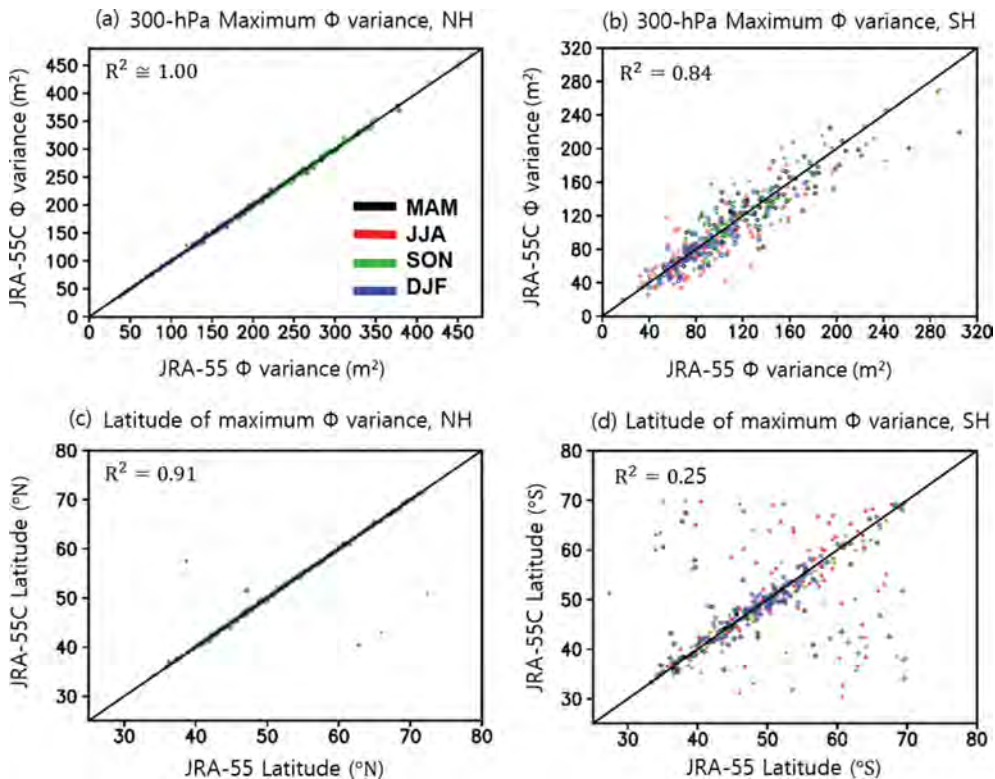 (a) 300-hPa Maximum Φ variance, NH
JRA-55C Φ variance (m²)
450
400
350
300
250
200
150
100
50
0
R² ≅ 1.00
MAM
JJA
SON
DJF
0 50 100 150 200 250 300 350 400 450
JRA-55 Φ variance (m²)
(b) 300-hPa Maximum Φ variance, SH
JRA-55C Φ variance (m²)
320
280
240
200
160
120
80
40
0
R² = 0.84
0 40 80 120 160 200 240 280 320
JRA-55 Φ variance (m²)
(c) Latitude of maximum Φ variance, NH
JRA-55C Latitude (°N)
80
70
60
50
40
30
R² = 0.91
30 40 50 60 70 80
JRA-55 Latitude (°N)
(d) Latitude of maximum Φ variance, SH
JRA-55C Latitude (°S)
80
70
60
50
40
30
R² = 0.25
30 40 50 60 70 80
JRA-55 Latitude (°S)